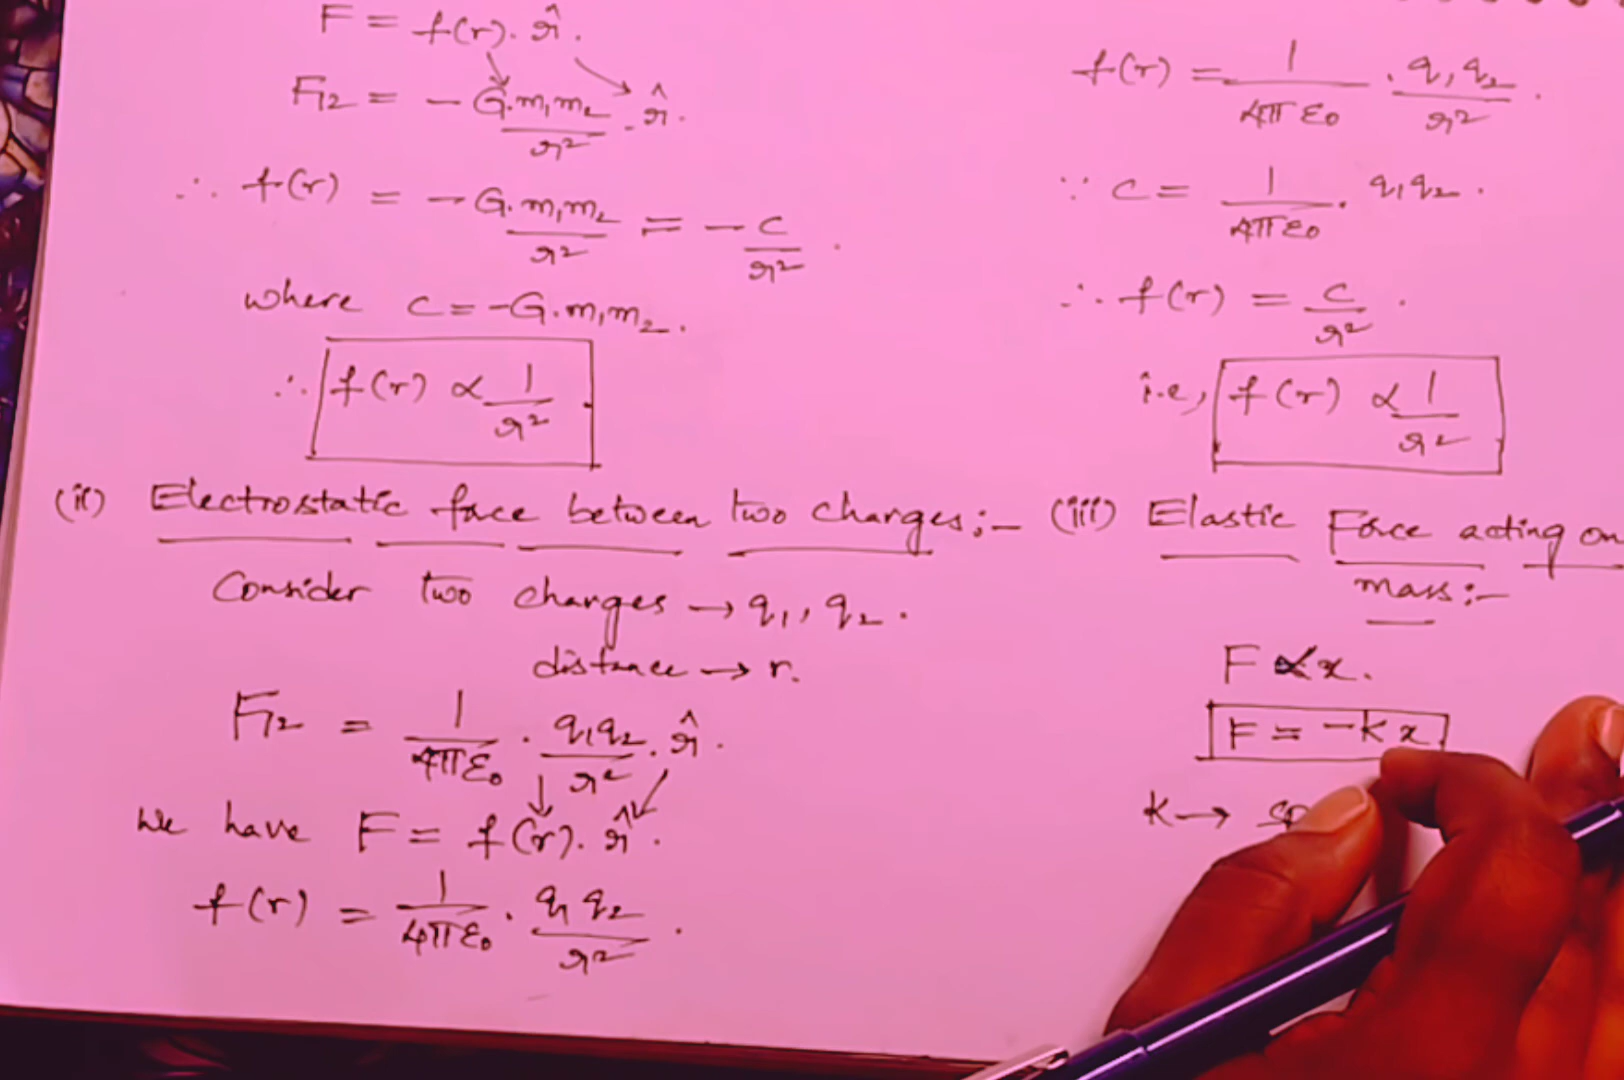 F = f(r). r̂.
F₁₂ = - G.m₁m₂/r² . r̂.
∴ f(r) = - G.m₁m₂/r² = - c/r² .
where c = -G.m₁m₂.
∴ f(r) ∝ 1/r²
(ii) Electrostatic force between two charges:-
Consider two charges → q₁, q₂.
distance → r.
F₁₂ = 1/4πε₀ . q₁q₂/r² . r̂.
We have F = f(r). r̂.
f(r) = 1/4πε₀ . q₁q₂/r² .
f(r) = 1/4πε₀ . q₁q₂/r² .
∵ c = 1/4πε₀ . q₁q₂.
∴ f(r) = c/r² .
i.e, f(r) ∝ 1/r²
(iii) Elastic Force acting on
mass:-
F ∝ x.
F = -kx
K →